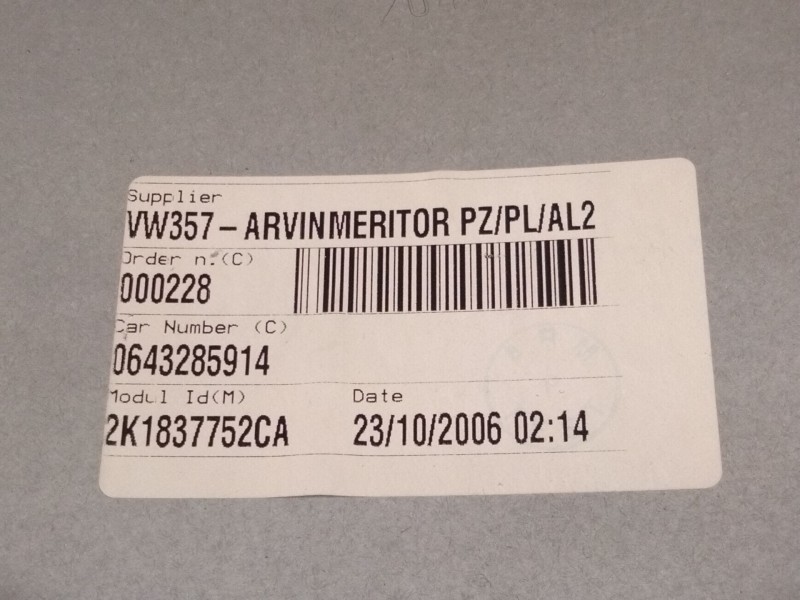 Supplier
VW357-ARVINMERITOR PZ/PL/AL2
Order n.(C)
000228
Car Number (C)
0643285914
Modul Id(M) Date
2K1837752CA 23/10/2006 02:14